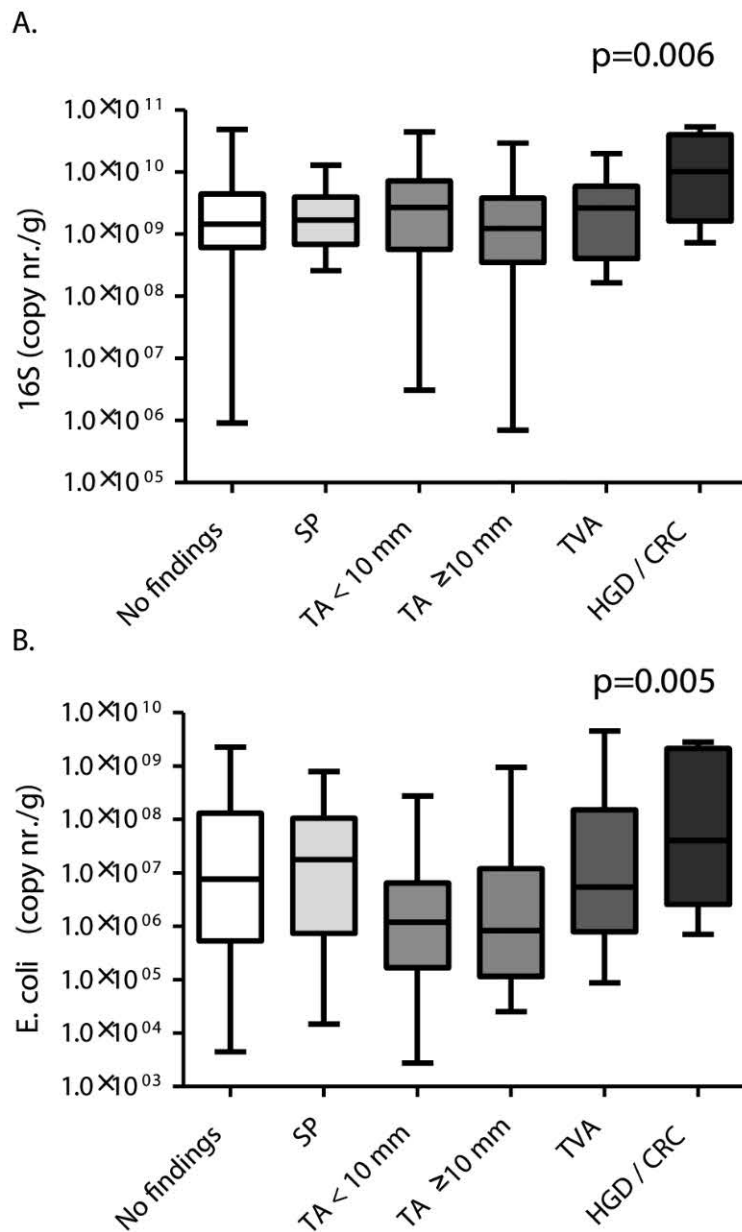 A.
p=0.006
16S (copy nr./g)
1.0×10 11
1.0×10 10
1.0×10 09
1.0×10 08
1.0×10 07
1.0×10 06
1.0×10 05
No findings
SP
TA < 10 mm
TA ≥10 mm
TVA
HGD / CRC
B.
p=0.005
E. coli (copy nr./g)
1.0×10 10
1.0×10 09
1.0×10 08
1.0×10 07
1.0×10 06
1.0×10 05
1.0×10 04
1.0×10 03
No findings
SP
TA < 10 mm
TA ≥10 mm
TVA
HGD / CRC